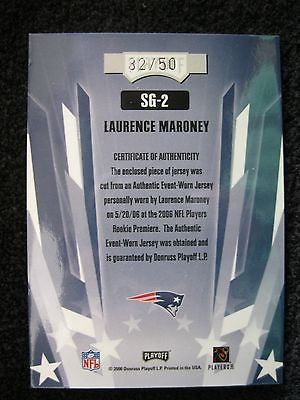 32/50
SG-2
LAURENCE MARONEY
CERTIFICATE OF AUTHENTICITY
The enclosed piece of jersey was
cut from an Authentic Event-Worn Jersey
personally worn by Laurence Maroney
on 5/20/06 at the 2006 NFL Players
Rookie Premiere. The Authentic
Event-Worn Jersey was obtained and
is guaranteed by Donruss Playoff L.P.
NFL
PLAYOFF
PLAYERS
© 2006 Donruss Playoff L.P. Printed in the USA.